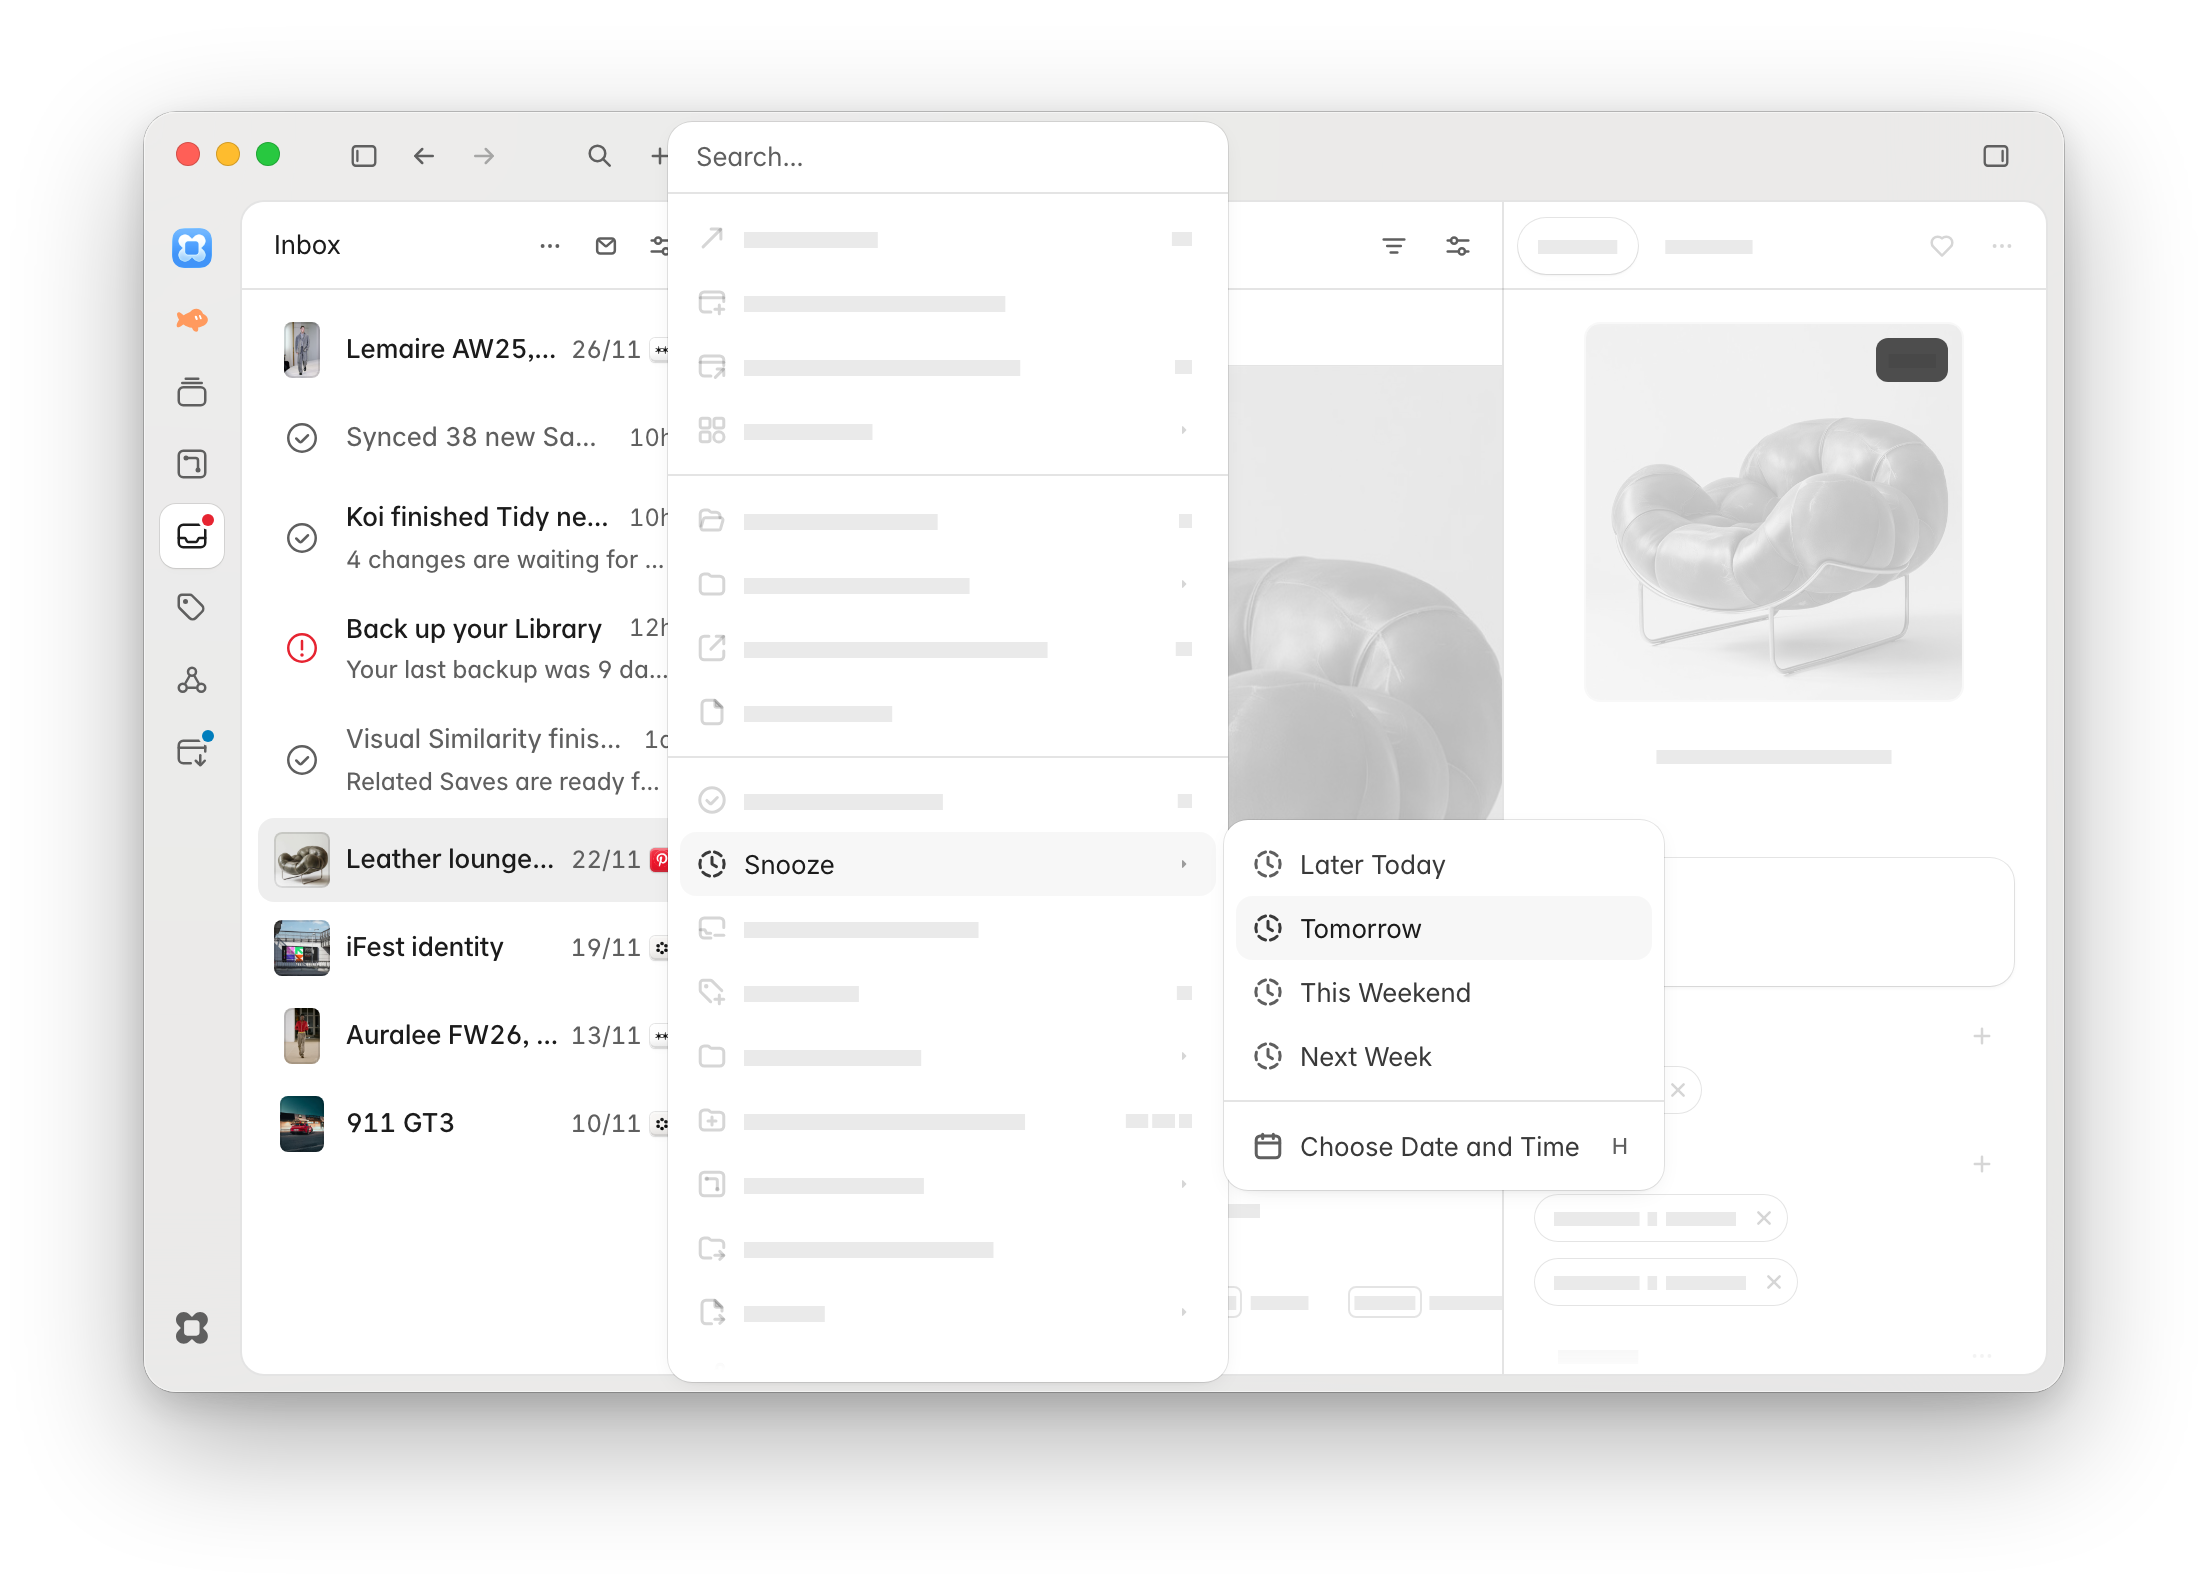 Search...
Inbox
Lemaire AW25,... 26/11
Synced 38 new Sa... 10h
Koi finished Tidy ne... 10h
4 changes are waiting for ...
Back up your Library 12h
Your last backup was 9 da...
Visual Similarity finis...
Related Saves are ready f...
Leather lounge... 22/11
iFest identity 19/11
Auralee FW26, ... 13/11
911 GT3 10/11
Snooze
Later Today
Tomorrow
This Weekend
Next Week
Choose Date and Time H